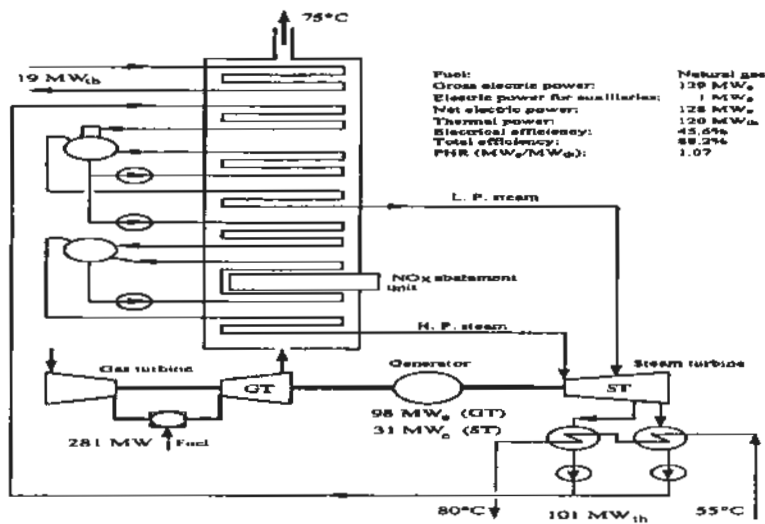 75°C
19 MWth
Fuel: Natural gas
Gross electric power: 129 MWe
Electric power for auxiliaries: 1 MWe
Net electric power: 128 MWe
Thermal power: 120 MWth
Electrical efficiency: 45,6%
Total efficiency: 88,2%
PHR (MWe/MWth): 1.07
L. P. steam
NOx abatement
unit
H. P. steam
Gas turbine
Generator
Steam turbine
GT
ST
98 MWe (GT)
31 MWe (ST)
281 MW
Fuel
80°C
101 MWth
55°C